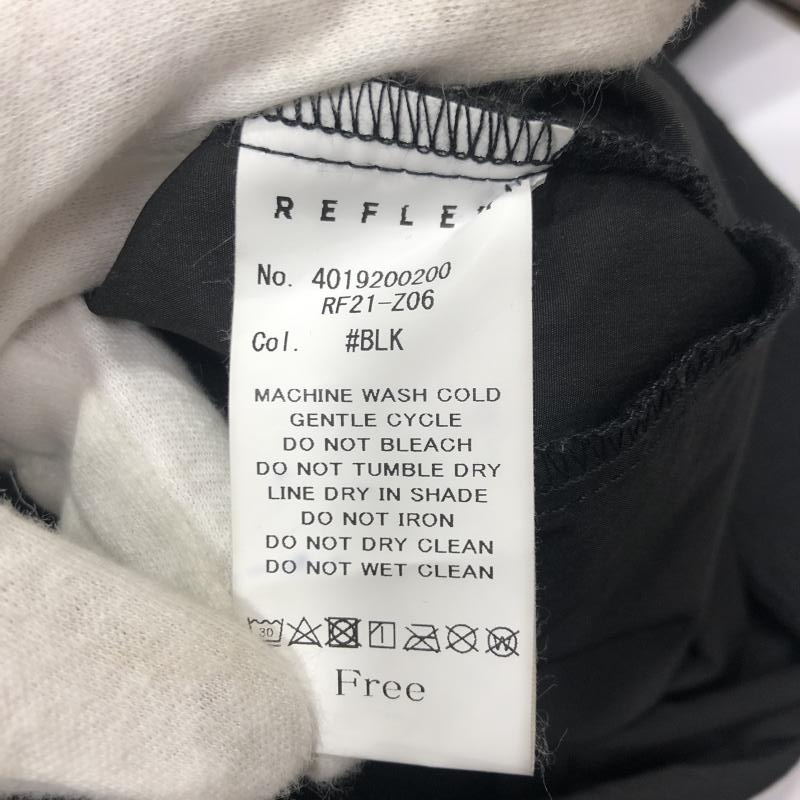 No. 4019200200
RF21-Z06
Col. #BLK
MACHINE WASH COLD
GENTLE CYCLE
DO NOT BLEACH
DO NOT TUMBLE DRY
LINE DRY IN SHADE
DO NOT IRON
DO NOT DRY CLEAN
DO NOT WET CLEAN
30 W
Free